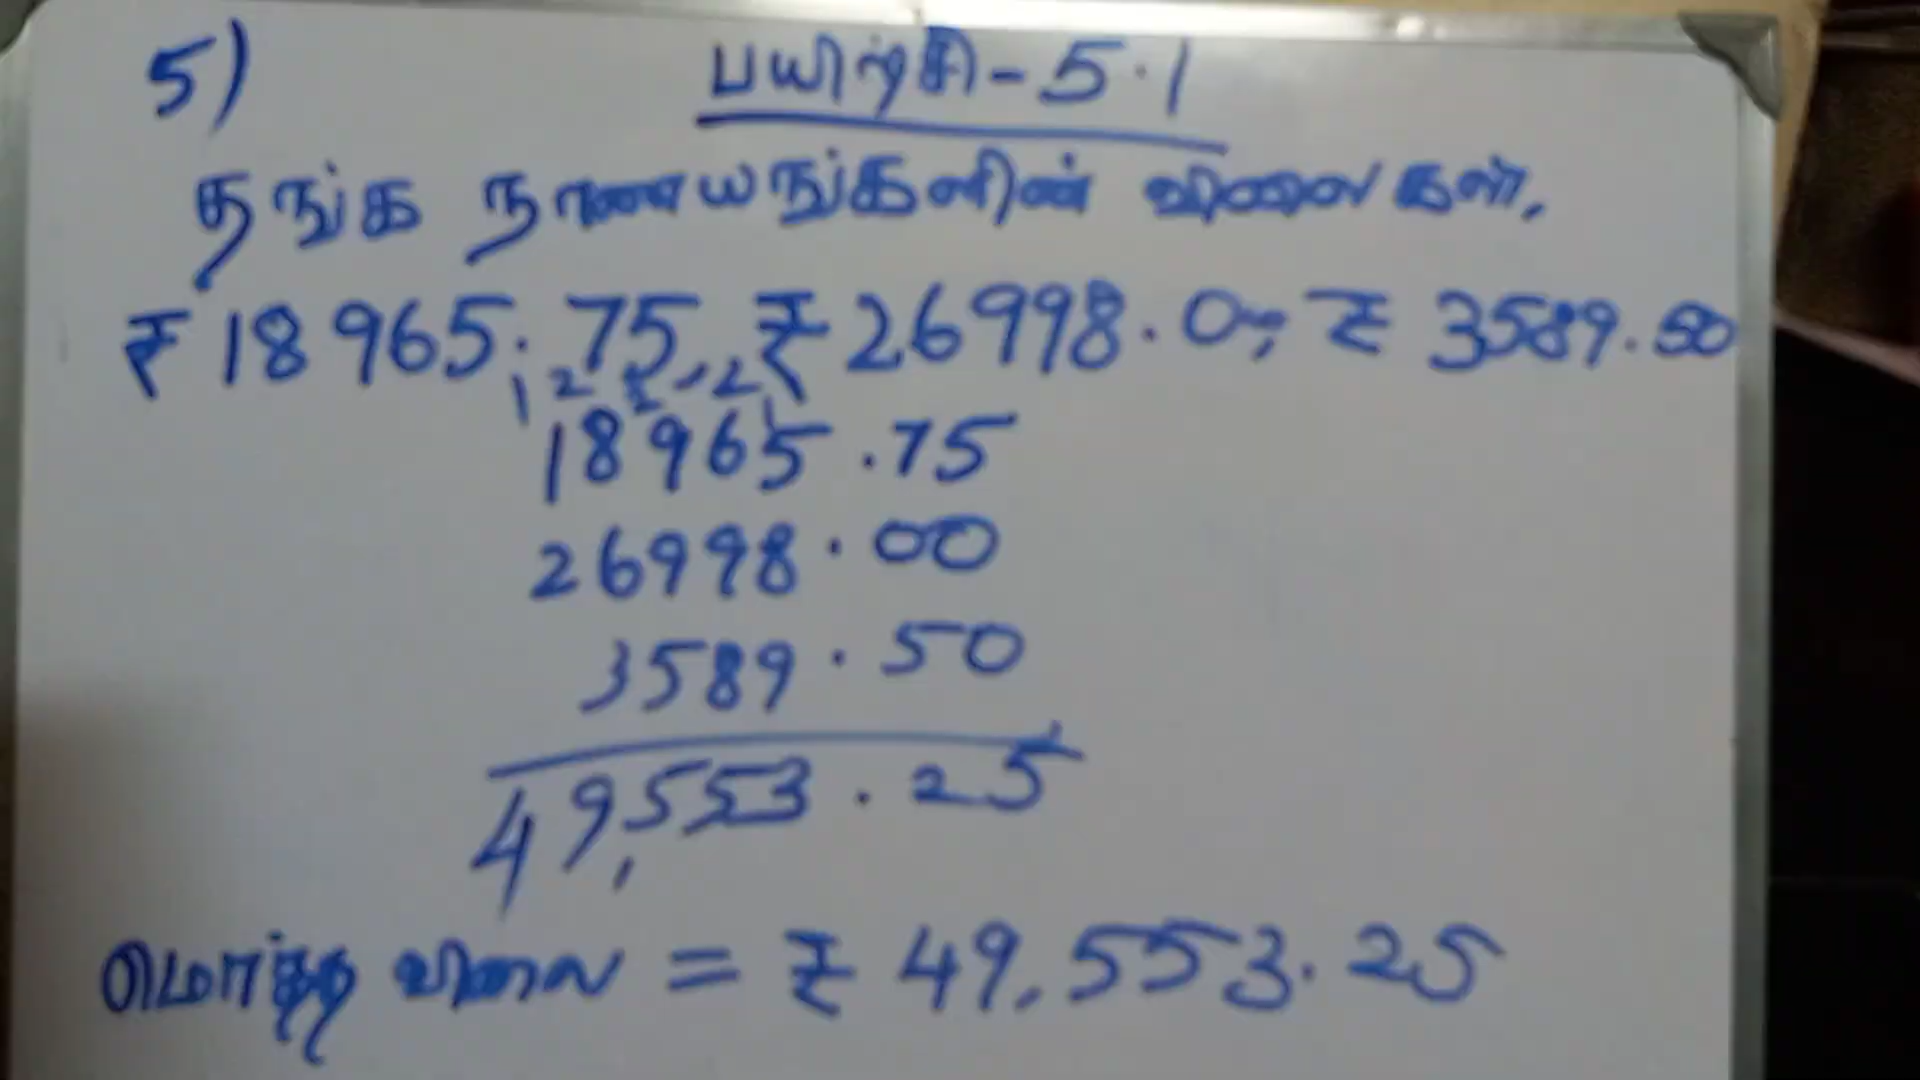 5) பயிற்சி - 5.1
தங்க நாணயங்களின் விலைகள்,
₹ 18965.75, ₹ 26998.0, ₹ 3589.50
18965.75
26998.00
3589.50
49,553.25
மொத்த விலை = ₹ 49,553.25